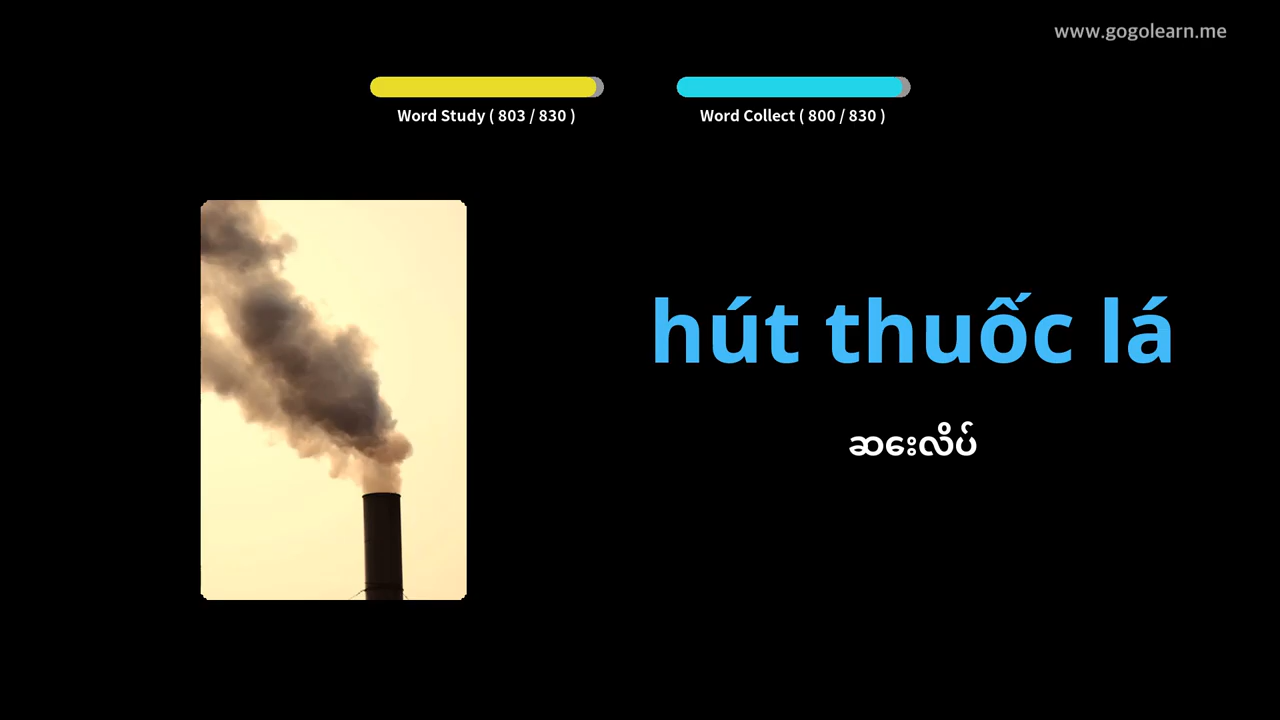 www.gogolearn.me
Word Study ( 803 / 830 )
Word Collect ( 800 / 830 )
hút thuốc lá
ဆးေလိပ်